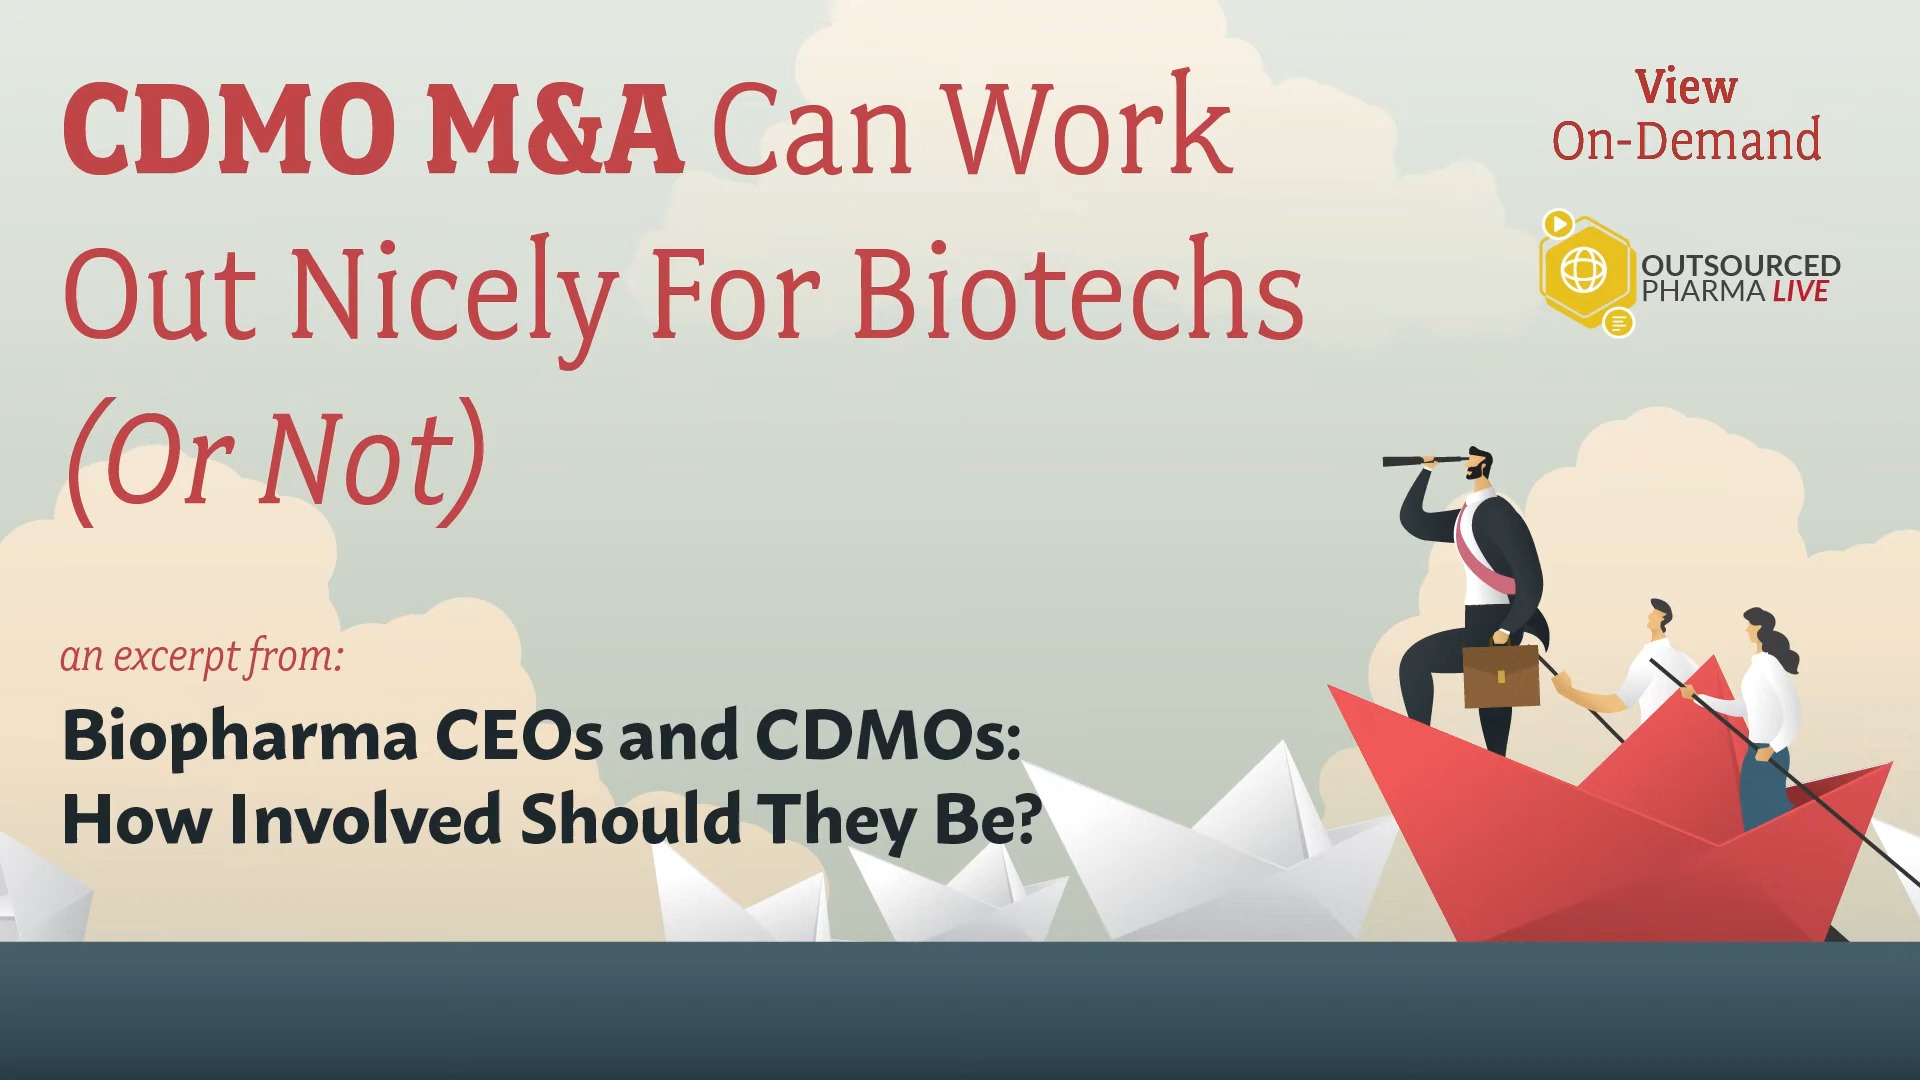 CDMO M&A Can Work
Out Nicely For Biotechs
(Or Not)
View
On-Demand
OUTSOURCED
PHARMA LIVE
an excerpt from:
Biopharma CEOs and CDMOs:
How Involved Should They Be?